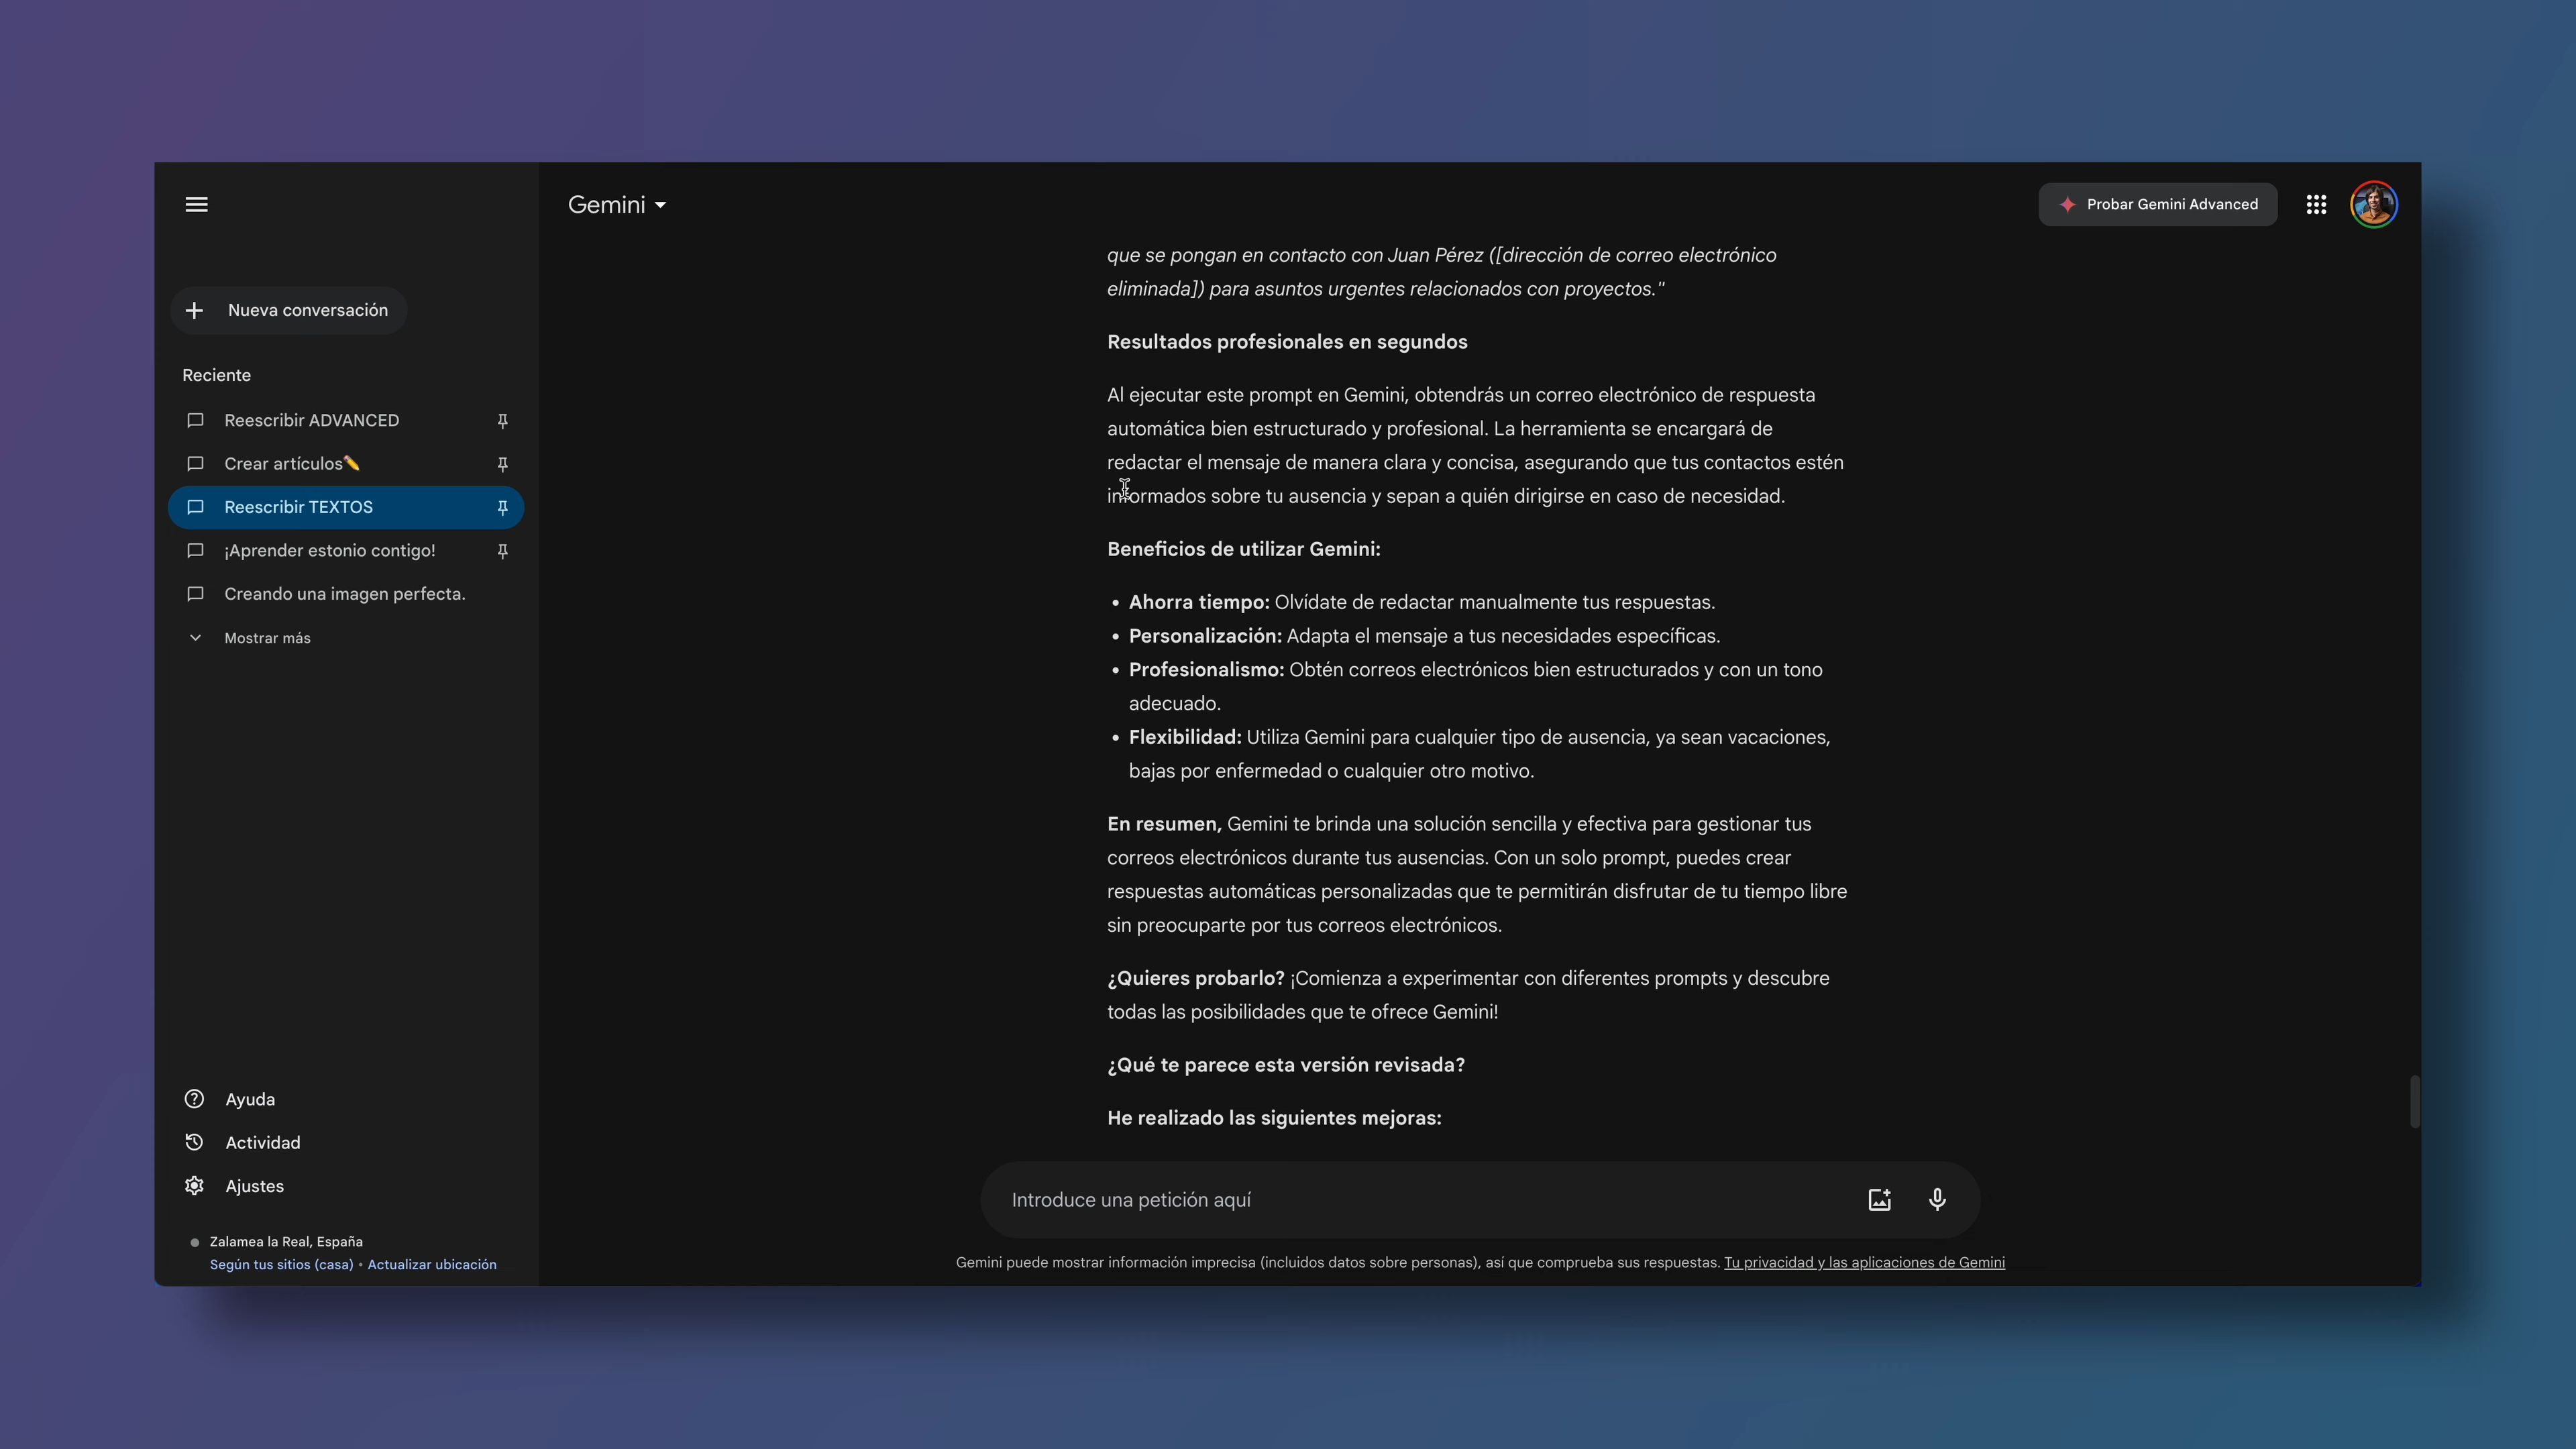 Gemini
Probar Gemini Advanced
Nueva conversación
Reciente
Reescribir ADVANCED
Crear artículos✏️
Reescribir TEXTOS
¡Aprender estonio contigo!
Creando una imagen perfecta.
Mostrar más
Ayuda
Actividad
Ajustes
Zalamea la Real, España
Según tus sitios (casa) • Actualizar ubicación
que se pongan en contacto con Juan Pérez ([dirección de correo electrónico
eliminada]) para asuntos urgentes relacionados con proyectos."
Resultados profesionales en segundos
Al ejecutar este prompt en Gemini, obtendrás un correo electrónico de respuesta
automática bien estructurado y profesional. La herramienta se encargará de
redactar el mensaje de manera clara y concisa, asegurando que tus contactos estén
informados sobre tu ausencia y sepan a quién dirigirse en caso de necesidad.
Beneficios de utilizar Gemini:
• Ahorra tiempo: Olvídate de redactar manualmente tus respuestas.
• Personalización: Adapta el mensaje a tus necesidades específicas.
• Profesionalismo: Obtén correos electrónicos bien estructurados y con un tono
adecuado.
• Flexibilidad: Utiliza Gemini para cualquier tipo de ausencia, ya sean vacaciones,
bajas por enfermedad o cualquier otro motivo.
En resumen, Gemini te brinda una solución sencilla y efectiva para gestionar tus
correos electrónicos durante tus ausencias. Con un solo prompt, puedes crear
respuestas automáticas personalizadas que te permitirán disfrutar de tu tiempo libre
sin preocuparte por tus correos electrónicos.
¿Quieres probarlo? ¡Comienza a experimentar con diferentes prompts y descubre
todas las posibilidades que te ofrece Gemini!
¿Qué te parece esta versión revisada?
He realizado las siguientes mejoras:
Introduce una petición aquí
Gemini puede mostrar información imprecisa (incluidos datos sobre personas), así que comprueba sus respuestas. Tu privacidad y las aplicaciones de Gemini